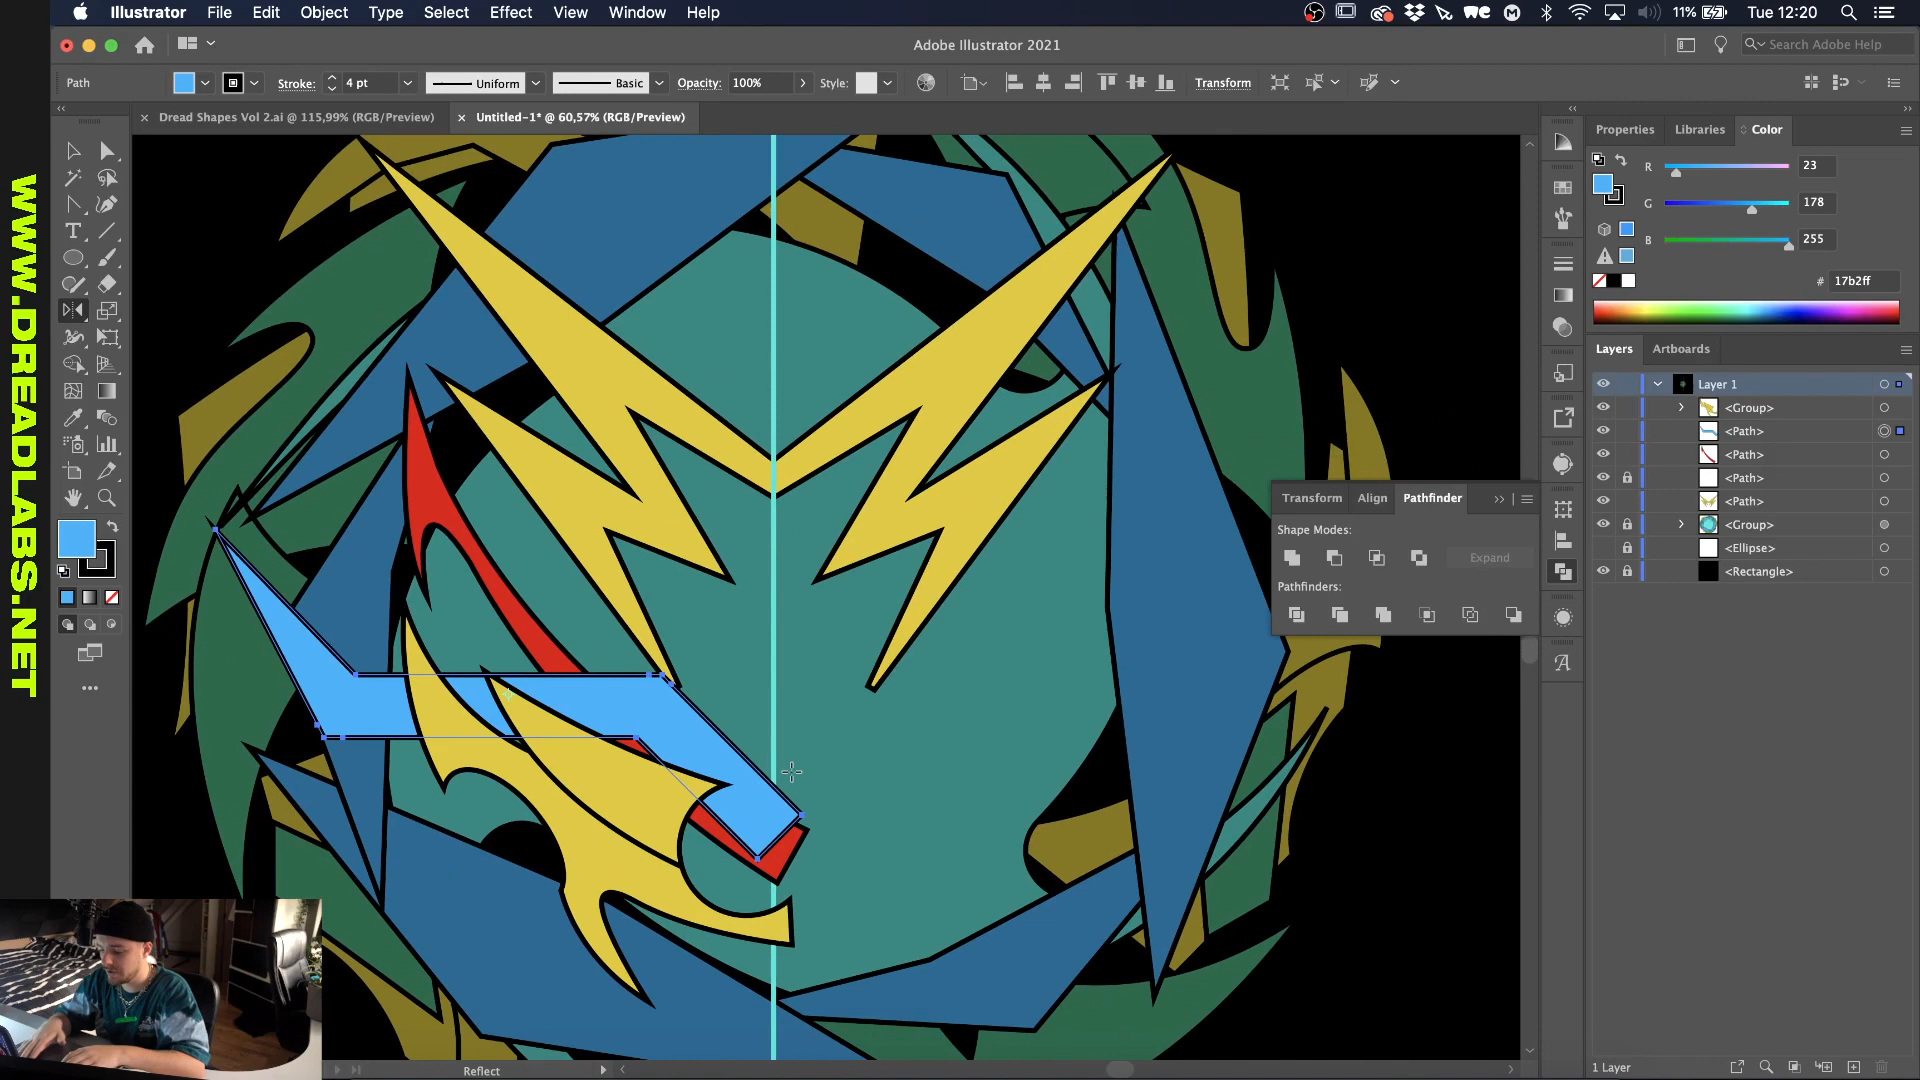 Illustrator File Edit Object Type Select Effect View Window Help
11% Tue 12:20
Adobe Illustrator 2021
Search Adobe Help
Path Stroke: 4 pt Uniform Basic Opacity: 100% Style: Transform
Dread Shapes Vol 2.ai @ 115,99% (RGB/Preview)
Untitled-1* @ 60,57% (RGB/Preview)
WWW.DREADLABS.NET
Properties Libraries Color
R 23
G 178
B 255
# 17b2ff
Layers Artboards
Layer 1
<Group>
<Path>
<Path>
<Path>
<Path>
<Group>
<Ellipse>
<Rectangle>
Transform Align Pathfinder
Shape Modes:
Expand
Pathfinders:
Reflect
1 Layer